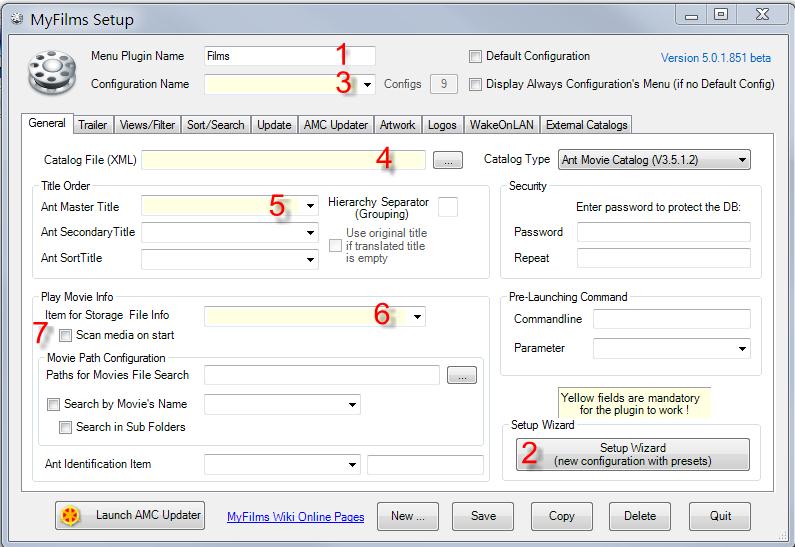 MyFilms Setup
Menu Plugin Name Films 1 Default Configuration Version 5.0.1.851 beta
Configuration Name 3 Configs 9 Display Always Configuration's Menu (if no Default Config)
General Trailer Views/Filter Sort/Search Update AMC Updater Artwork Logos WakeOnLAN External Catalogs
Catalog File (XML) 4 ... Catalog Type Ant Movie Catalog (V3.5.1.2)
Title Order
Ant Master Title 5
Hierarchy Separator
(Grouping)
Ant SecondaryTitle
Use original title
if translated title
is empty
Ant SortTitle
Security
Enter password to protect the DB:
Password
Repeat
Play Movie Info
Item for Storage File Info 6
7 Scan media on start
Movie Path Configuration
Paths for Movies File Search ...
Search by Movie's Name
Search in Sub Folders
Ant Identification Item
Pre-Launching Command
Commandline
Parameter
Yellow fields are mandatory
for the plugin to work !
Setup Wizard
2 Setup Wizard
(new configuration with presets)
Launch AMC Updater MyFilms Wiki Online Pages New ... Save Copy Delete Quit